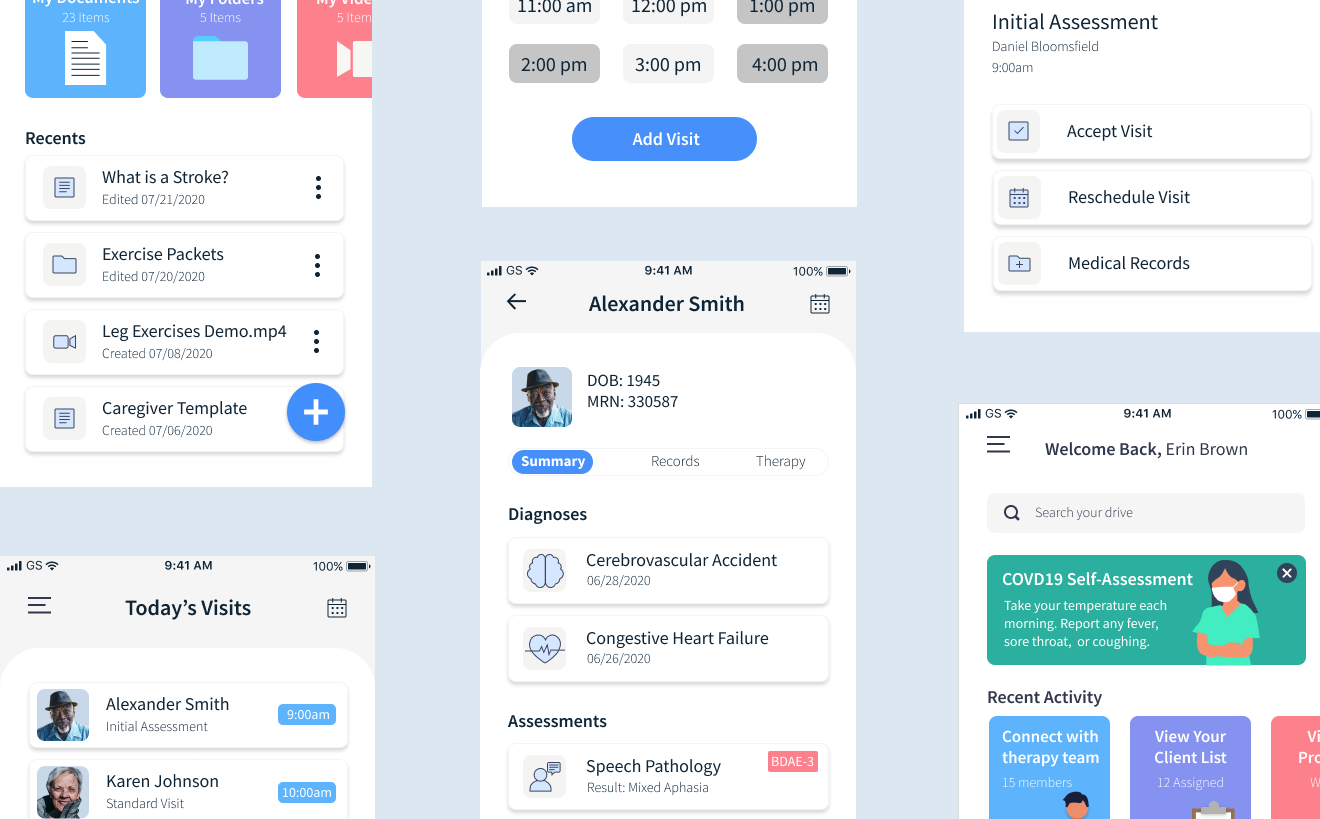 My Documents
23 Items
My Folders
5 Items
My Vide
5 Item
Recents
What is a Stroke?
Edited 07/21/2020
Exercise Packets
Edited 07/20/2020
Leg Exercises Demo.mp4
Created 07/08/2020
Caregiver Template
Created 07/06/2020
GS
9:41 AM
100%
Today’s Visits
Alexander Smith
Initial Assessment
9:00am
Karen Johnson
Standard Visit
10:00am
11:00 am
12:00 pm
1:00 pm
2:00 pm
3:00 pm
4:00 pm
Add Visit
GS
9:41 AM
100%
Alexander Smith
DOB: 1945
MRN: 330587
Summary
Records
Therapy
Diagnoses
Cerebrovascular Accident
06/28/2020
Congestive Heart Failure
06/26/2020
Assessments
Speech Pathology
BDAE-3
Result: Mixed Aphasia
Initial Assessment
Daniel Bloomsfield
9:00am
Accept Visit
Reschedule Visit
Medical Records
GS
9:41 AM
100%
Welcome Back, Erin Brown
Search your drive
COVD19 Self-Assessment
Take your temperature each
morning. Report any fever,
sore throat, or coughing.
Recent Activity
Connect with
therapy team
15 members
View Your
Client List
12 Assigned
Vi
Pro
W